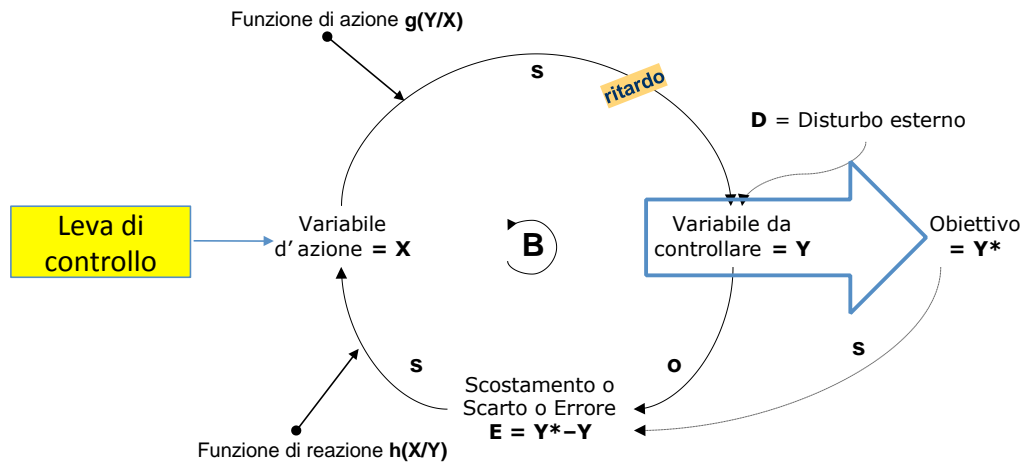 Funzione di azione g(Y/X)
s
ritardo
D = Disturbo esterno
Leva di
controllo
Variabile
d’azione = X
B
Variabile da
controllare = Y
Obiettivo
= Y*
s
o
s
Scostamento o
Scarto o Errore
E = Y*–Y
Funzione di reazione h(X/Y)